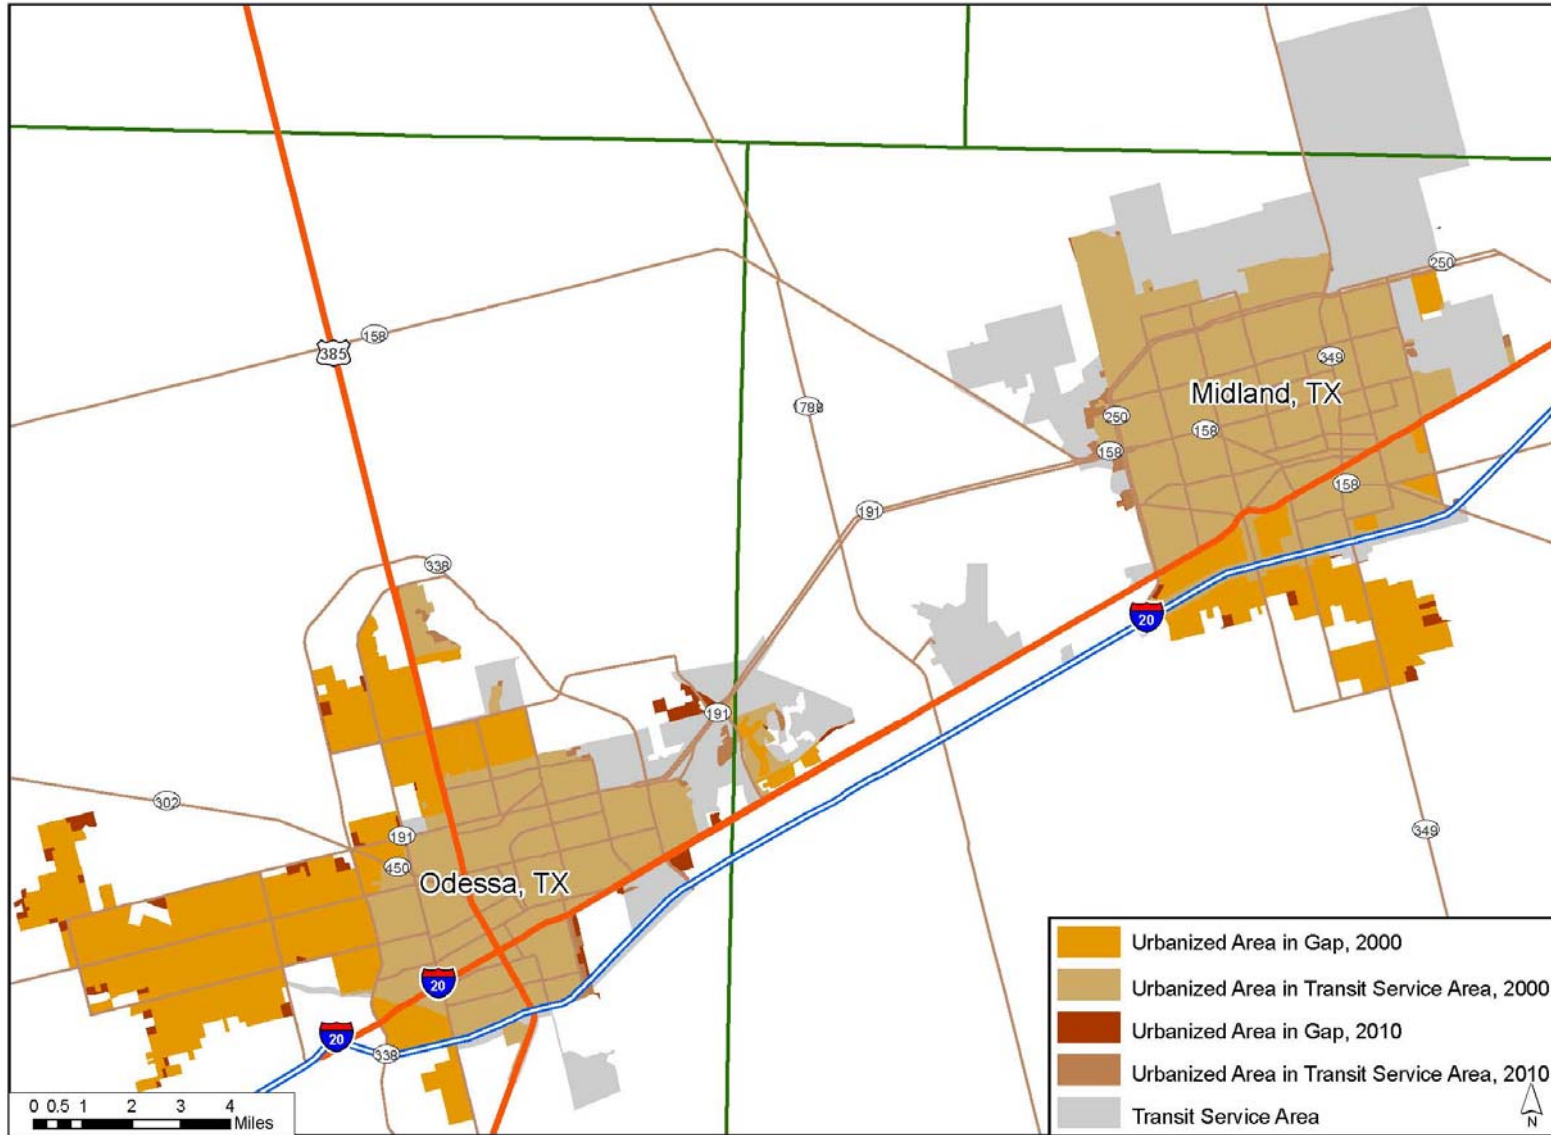 250
158
385
349
Midland, TX
1788
250
158
158
158
191
338
20
191
302
191
450
Odessa, TX
349
20
20
338
Urbanized Area in Gap, 2000
Urbanized Area in Transit Service Area, 2000
Urbanized Area in Gap, 2010
Urbanized Area in Transit Service Area, 2010
Transit Service Area
N
0 0.5 1 2 3 4
Miles